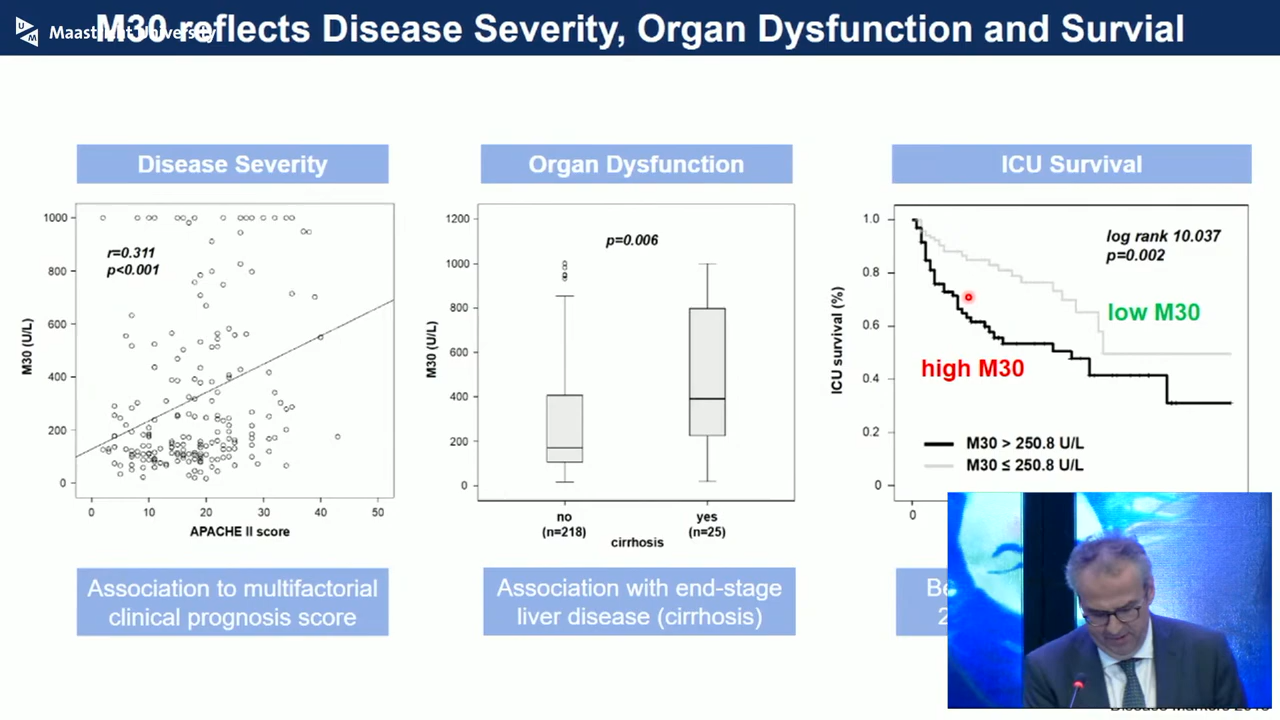 M30 reflects Disease Severity, Organ Dysfunction and Survial
Maastricht University
Disease Severity
Organ Dysfunction
ICU Survival
1000
800
600
400
200
0
M30 (U/L)
r=0.311
p<0.001
0 10 20 30 40 50
APACHE II score
1200
1000
800
600
400
200
0
M30 (U/L)
p=0.006
no
(n=218)
yes
(n=25)
cirrhosis
1.0
0.8
0.6
0.4
0.2
0
ICU survival (%)
log rank 10.037
p=0.002
low M30
high M30
M30 > 250.8 U/L
M30 ≤ 250.8 U/L
0
Association to multifactorial
clinical prognosis score
Association with end-stage
liver disease (cirrhosis)
Be
2